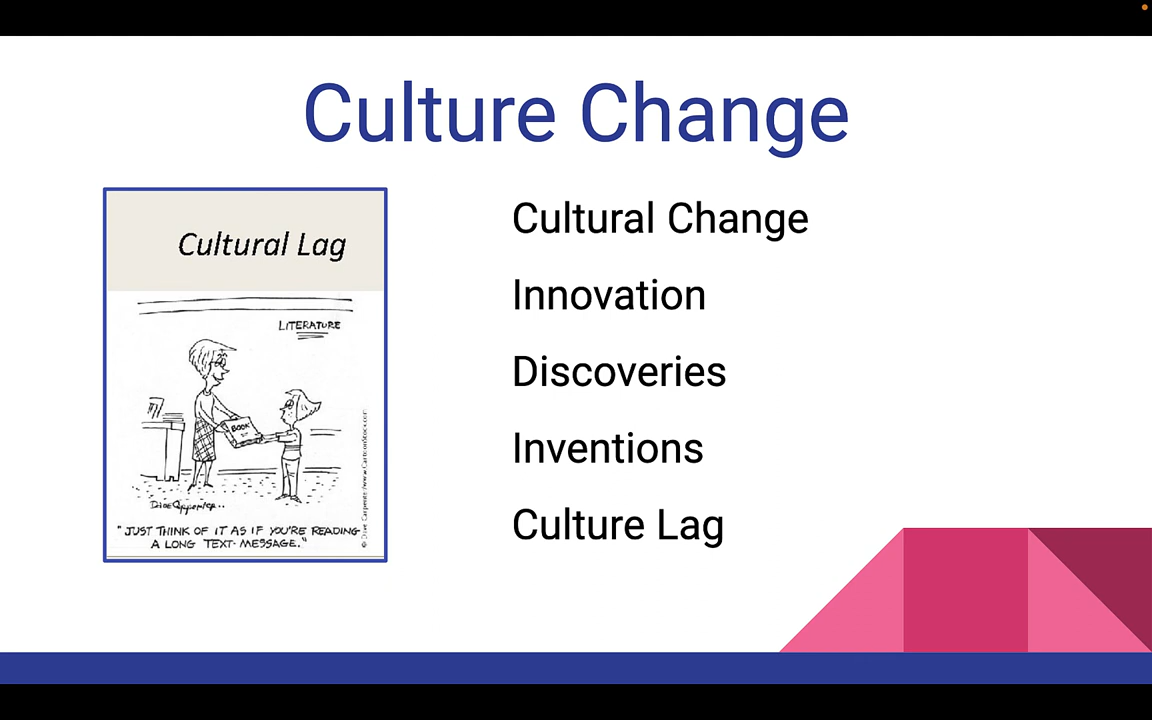 Culture Change
Cultural Lag
LITERATURE
BOOK
"JUST THINK OF IT AS IF YOU'RE READING
A LONG TEXT-MESSAGE."
Cultural Change
Innovation
Discoveries
Inventions
Culture Lag